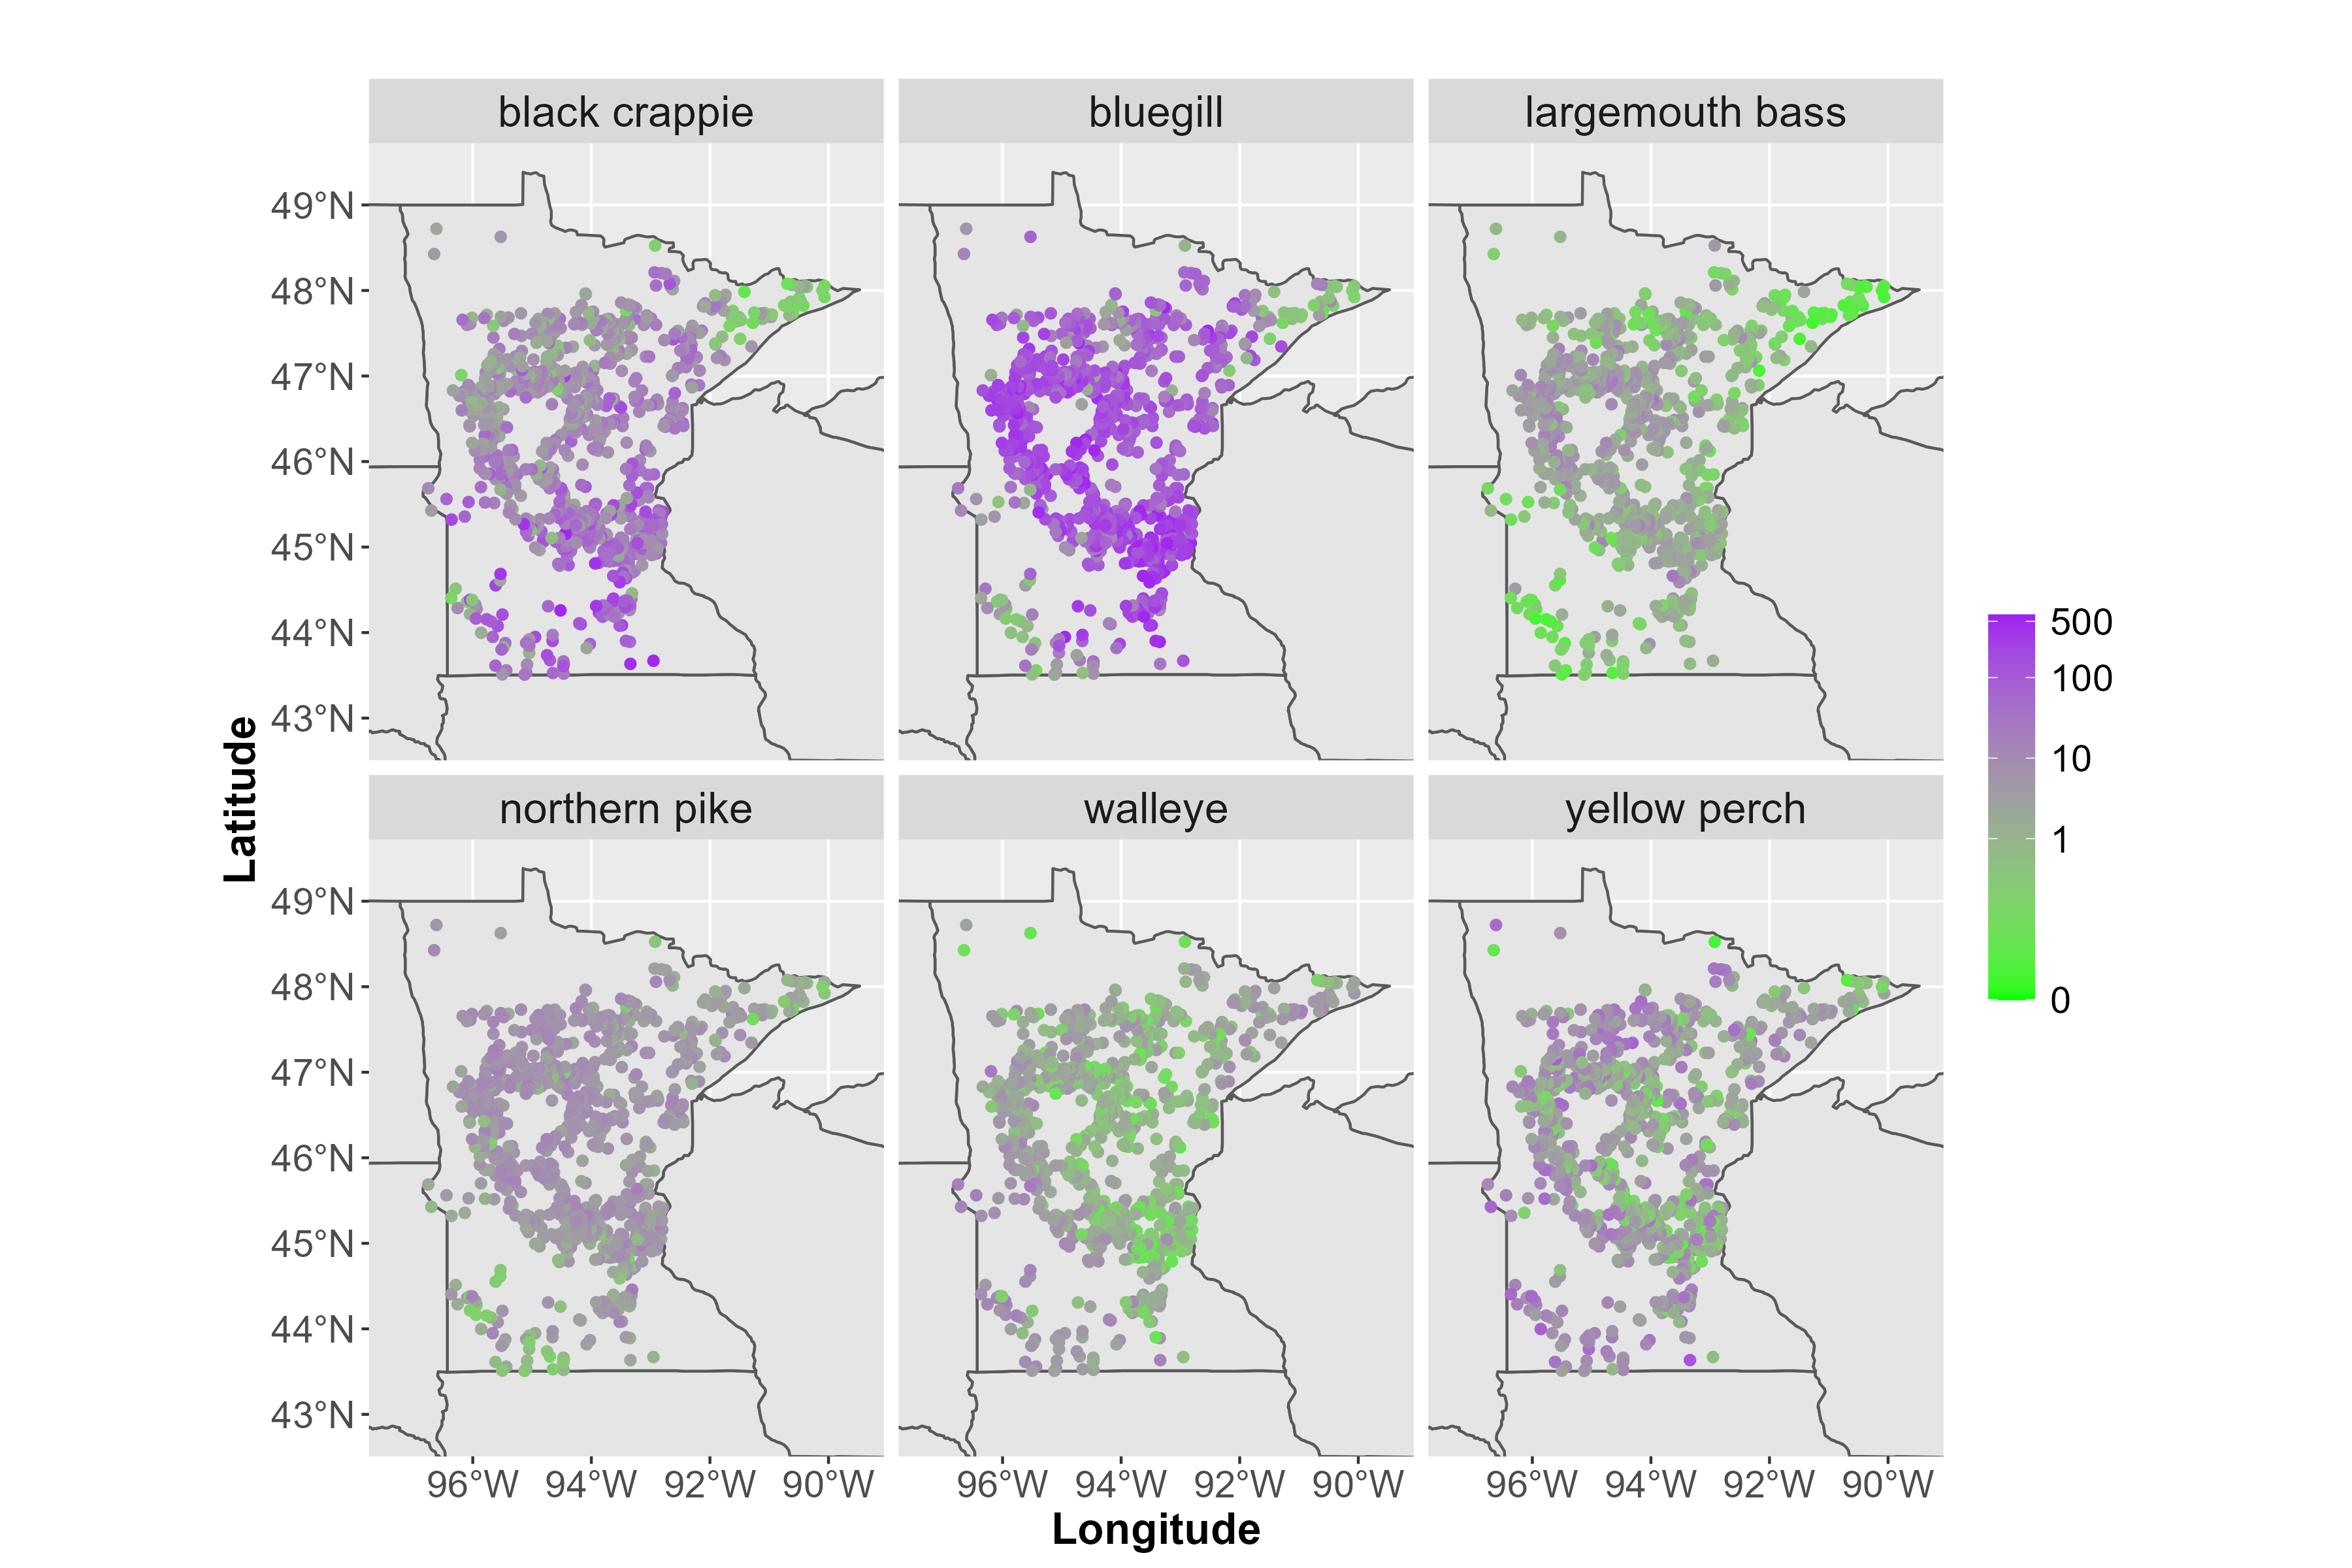 black crappie
bluegill
largemouth bass
49°N
48°N
47°N
46°N
45°N
44°N
43°N
northern pike
walleye
yellow perch
49°N
48°N
47°N
46°N
45°N
44°N
43°N
96°W 94°W 92°W 90°W
96°W 94°W 92°W 90°W
96°W 94°W 92°W 90°W
Longitude
Latitude
500
100
10
1
0